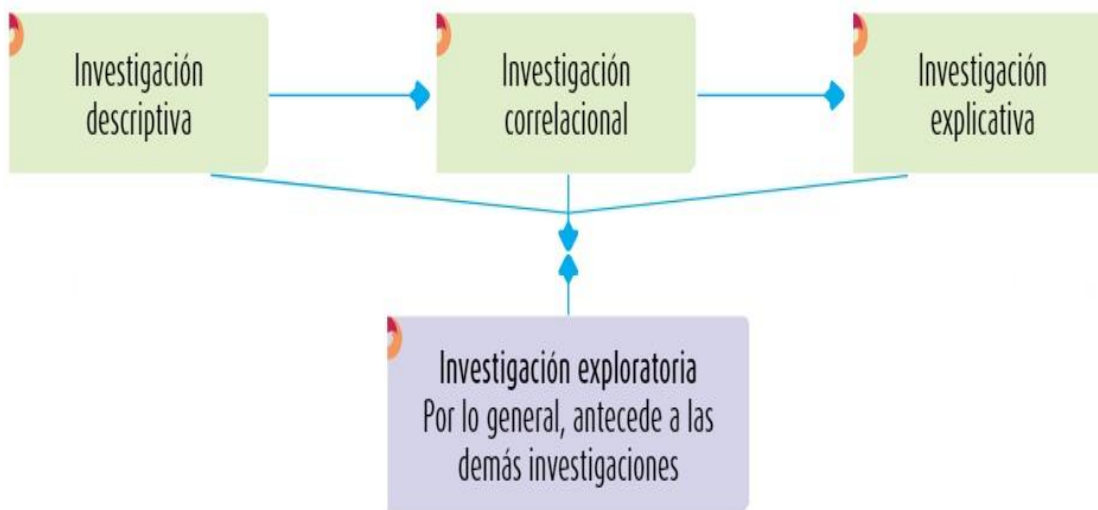 Investigación
descriptiva
Investigación
correlacional
Investigación
explicativa
Investigación exploratoria
Por lo general, antecede a las
demás investigaciones